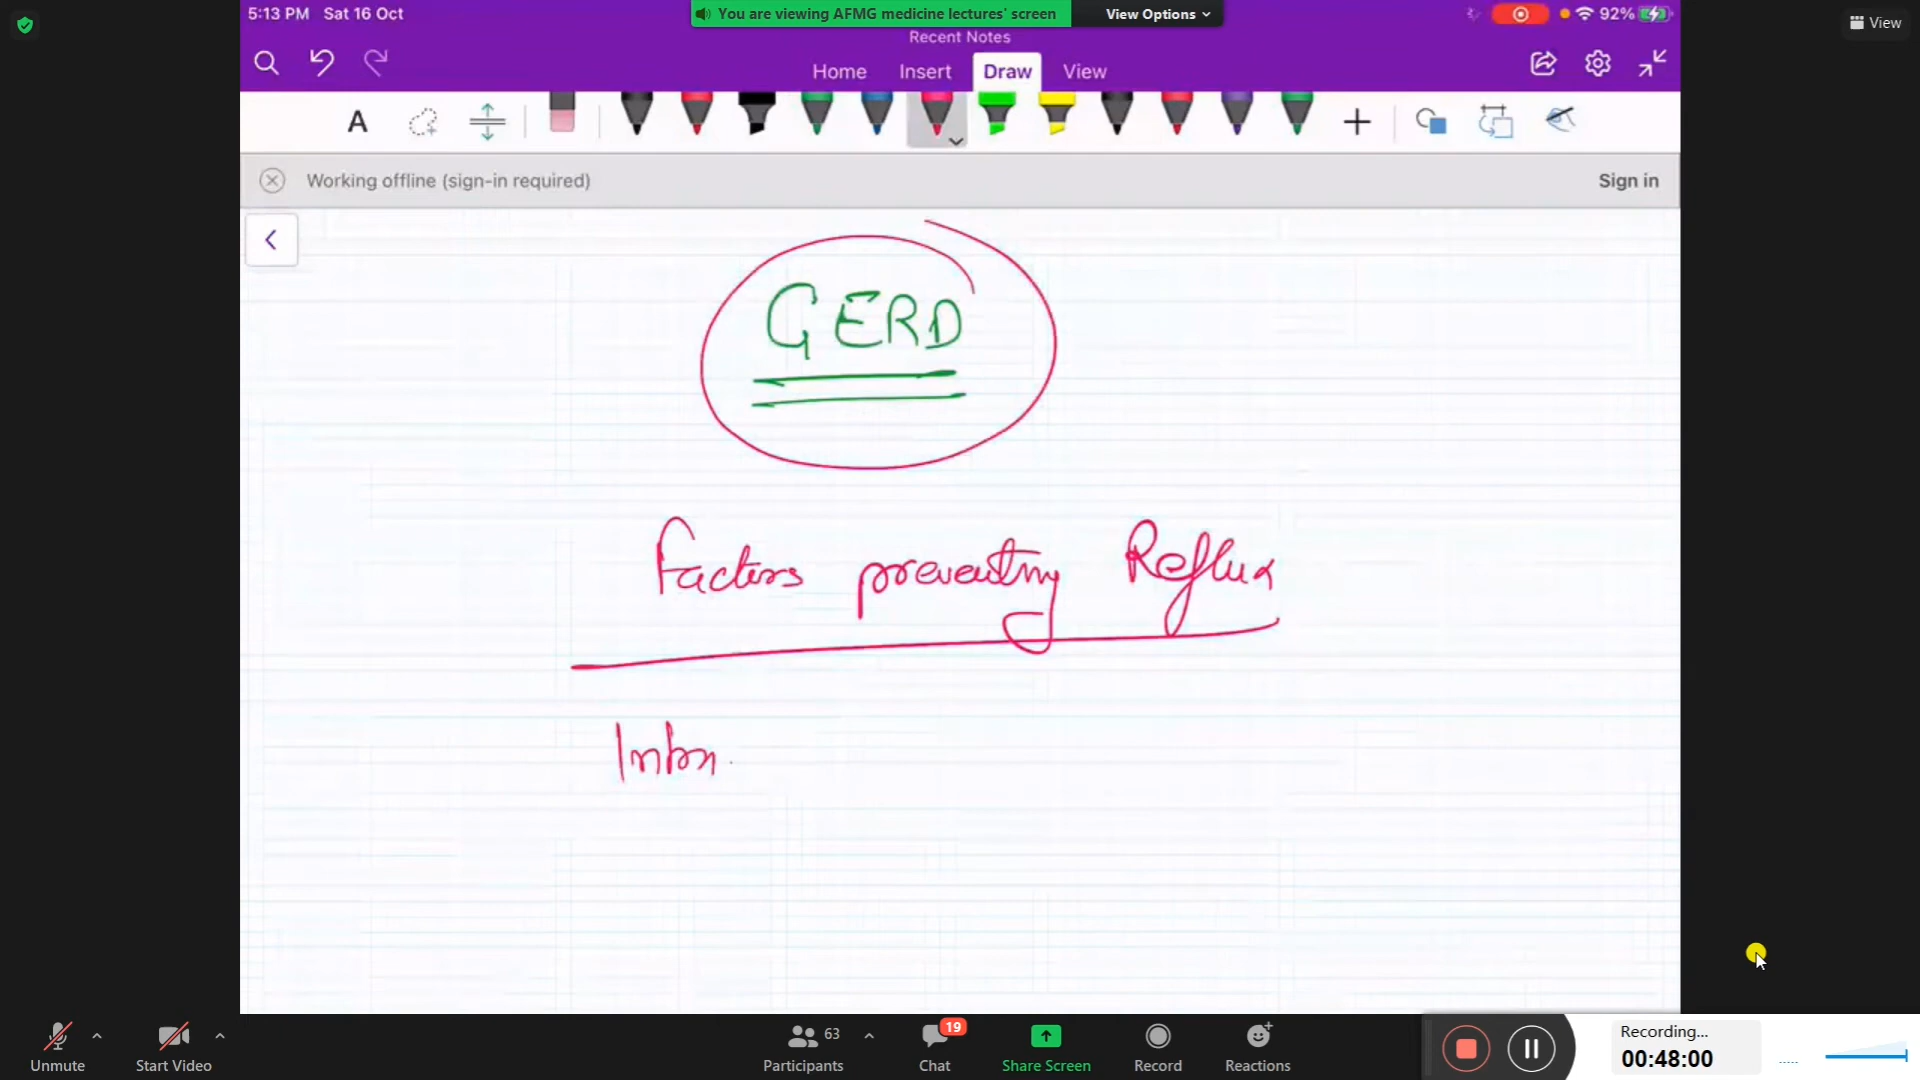 5:13 PM Sat 16 Oct
You are viewing AFMG medicine lectures' screen
View Options
92%
View
Recent Notes
Home Insert Draw View
A
Working offline (sign-in required)
Sign in
GERD
Factors preventing Reflux
Unmute
Start Video
63
Participants
19
Chat
Share Screen
Record
Reactions
Recording...
00:48:00